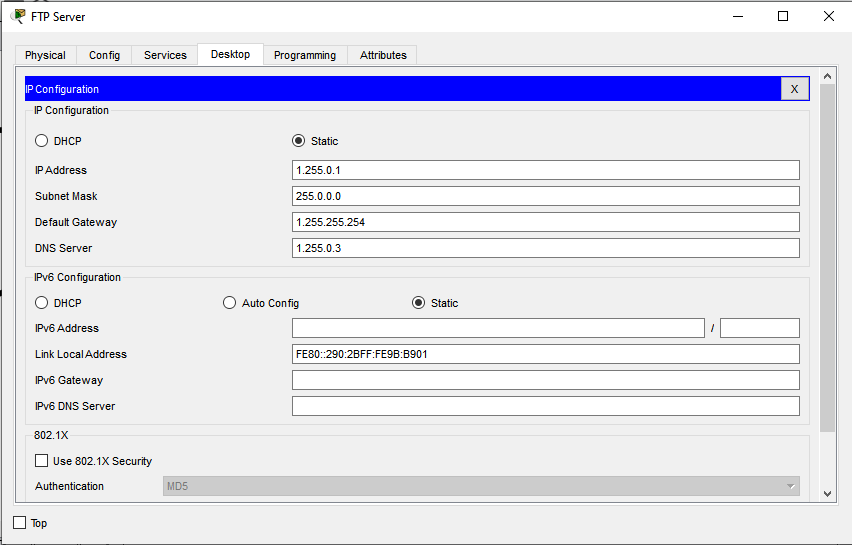 FTP Server
Physical Config Services Desktop Programming Attributes
IP Configuration X
IP Configuration
DHCP Static
IP Address 1.255.0.1
Subnet Mask 255.0.0.0
Default Gateway 1.255.255.254
DNS Server 1.255.0.3
IPv6 Configuration
DHCP Auto Config Static
IPv6 Address /
Link Local Address FE80::290:2BFF:FE9B:B901
IPv6 Gateway
IPv6 DNS Server
802.1X
Use 802.1X Security
Authentication MD5
Top